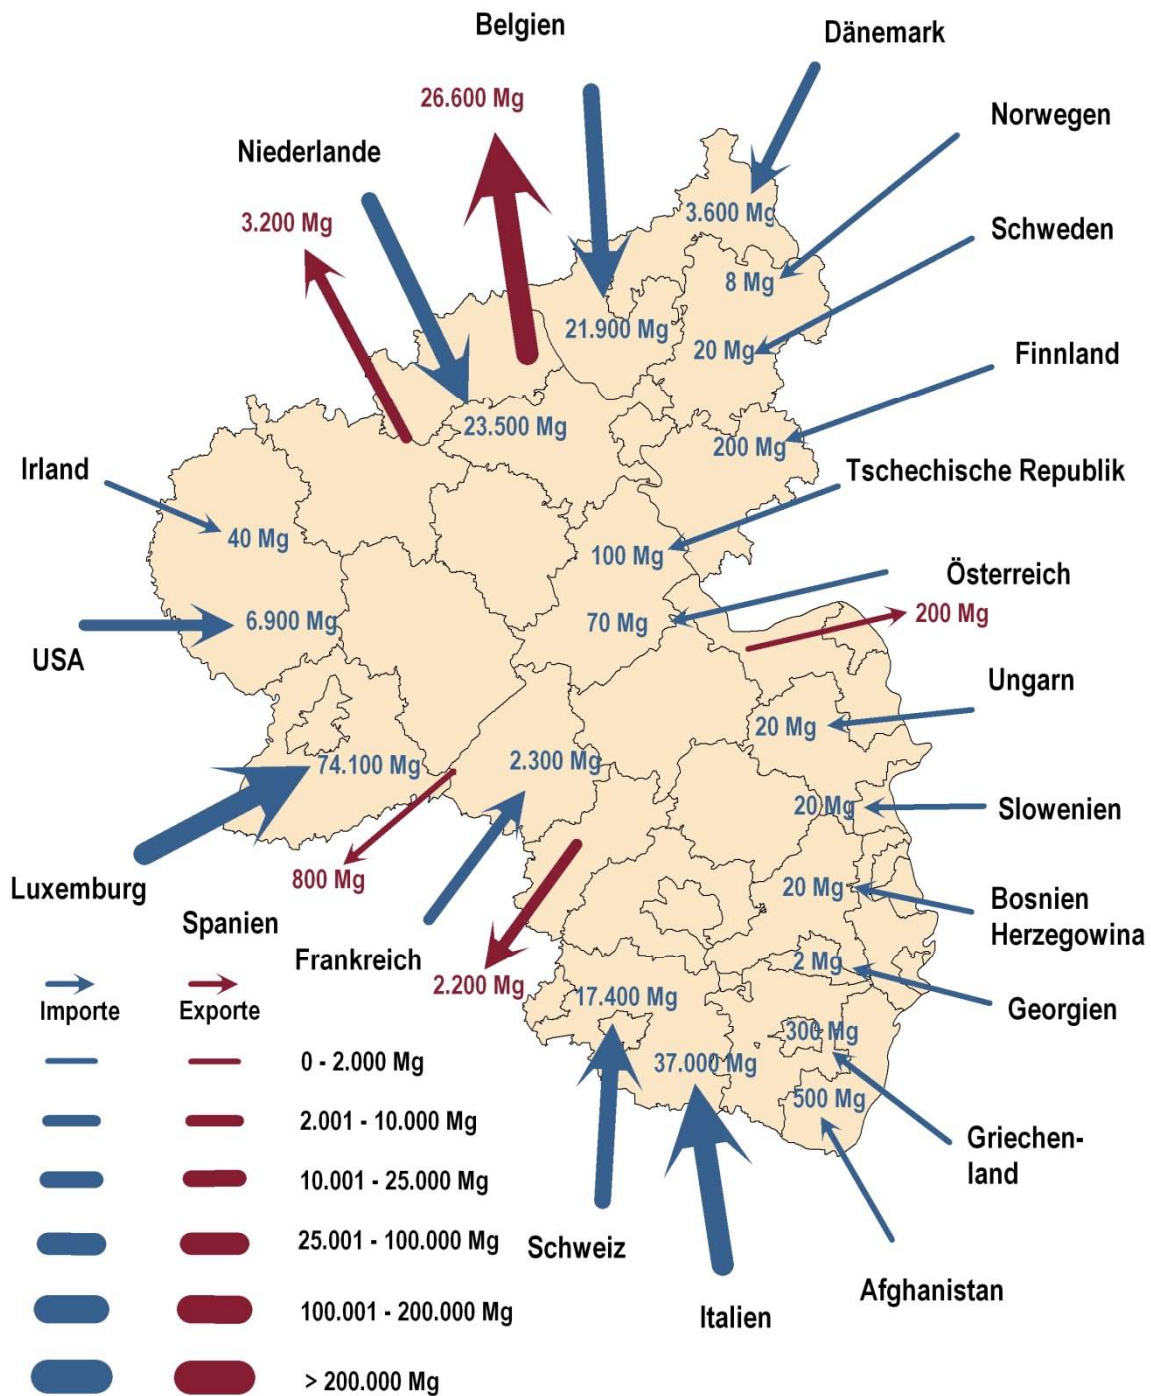 Belgien
Dänemark
26.600 Mg
Norwegen
Niederlande
3.200 Mg
3.600 Mg
Schweden
8 Mg
21.900 Mg
20 Mg
Finnland
23.500 Mg
200 Mg
Irland
Tschechische Republik
40 Mg
100 Mg
Österreich
200 Mg
6.900 Mg
70 Mg
USA
Ungarn
20 Mg
74.100 Mg
2.300 Mg
20 Mg
Slowenien
800 Mg
Luxemburg
20 Mg
Bosnien
Herzegowina
Spanien
Frankreich
2.200 Mg
2 Mg
17.400 Mg
Georgien
Importe
Exporte
300 Mg
37.000 Mg
0 - 2.000 Mg
500 Mg
2.001 - 10.000 Mg
Griechen-
land
10.001 - 25.000 Mg
25.001 - 100.000 Mg
Schweiz
Afghanistan
100.001 - 200.000 Mg
Italien
> 200.000 Mg